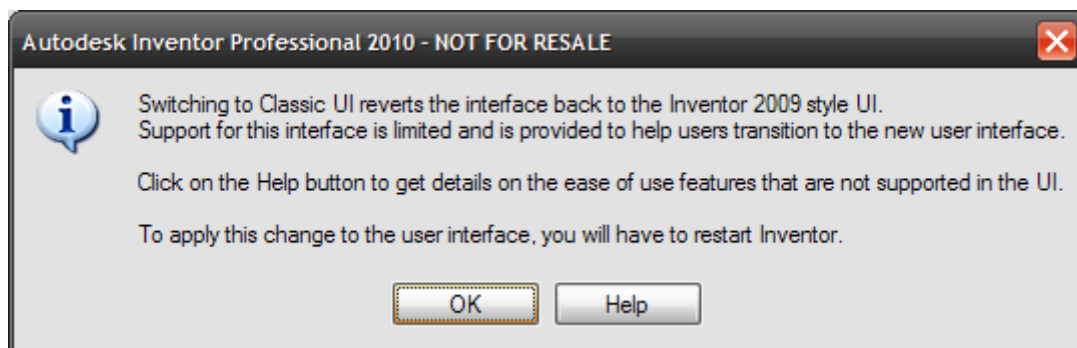 Autodesk Inventor Professional 2010 - NOT FOR RESALE
Switching to Classic UI reverts the interface back to the Inventor 2009 style UI.
Support for this interface is limited and is provided to help users transition to the new user interface.
Click on the Help button to get details on the ease of use features that are not supported in the UI.
To apply this change to the user interface, you will have to restart Inventor.
OK
Help